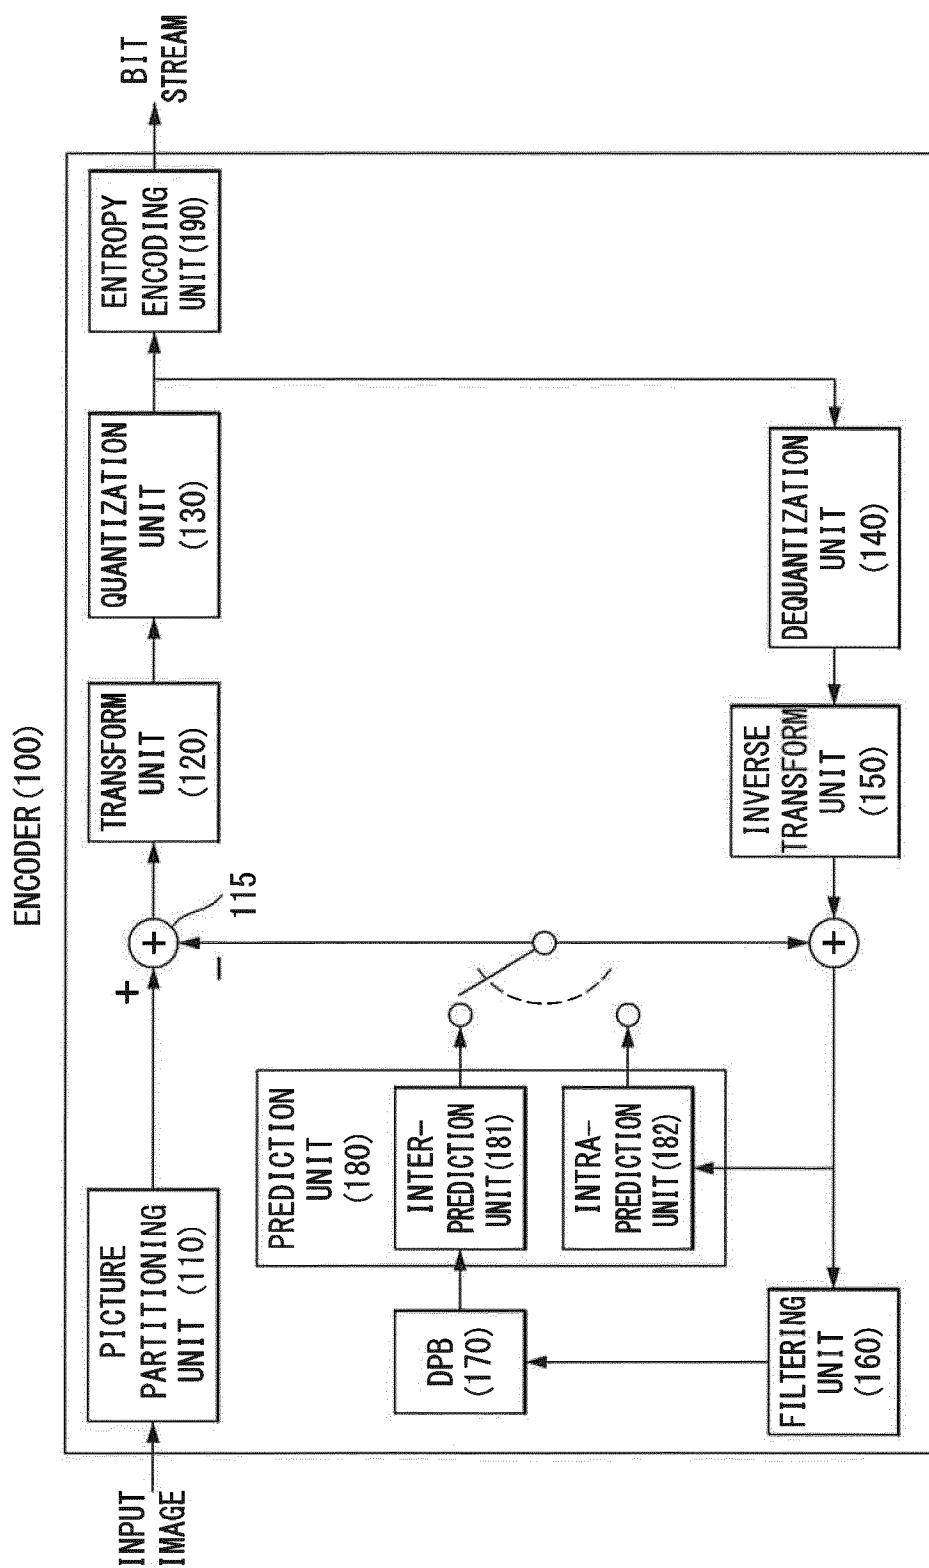 ENCODER(100)
INPUT
IMAGE
PICTURE
PARTITIONING
UNIT (110)
+
−
+
115
TRANSFORM
UNIT
(120)
QUANTIZATION
UNIT
(130)
ENTROPY
ENCODING
UNIT(190)
BIT
STREAM
PREDICTION
UNIT
(180)
INTER-
PREDICTION
UNIT(181)
INTRA-
PREDICTION
UNIT(182)
DPB
(170)
FILTERING
UNIT
(160)
+
INVERSE
TRANSFORM
UNIT
(150)
DEQUANTIZATION
UNIT
(140)